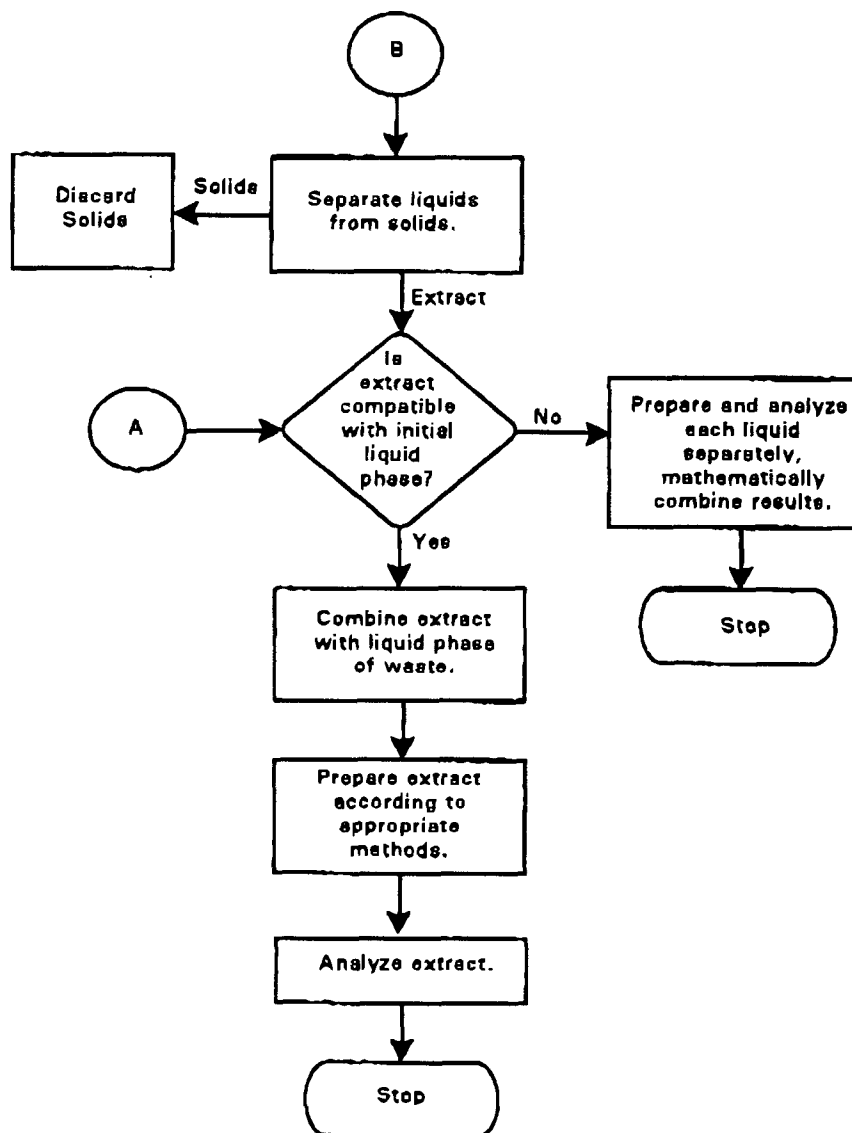 B
Solids
Discard
Solids
Separate liquids
from solids.
Extract
Is
extract
compatible
with initial
liquid
phase?
A
No
Prepare and analyze
each liquid
separately,
mathematically
combine results.
Yes
Stop
Combine extract
with liquid phase
of waste.
Prepare extract
according to
appropriate
methods.
Analyze extract.
Stop